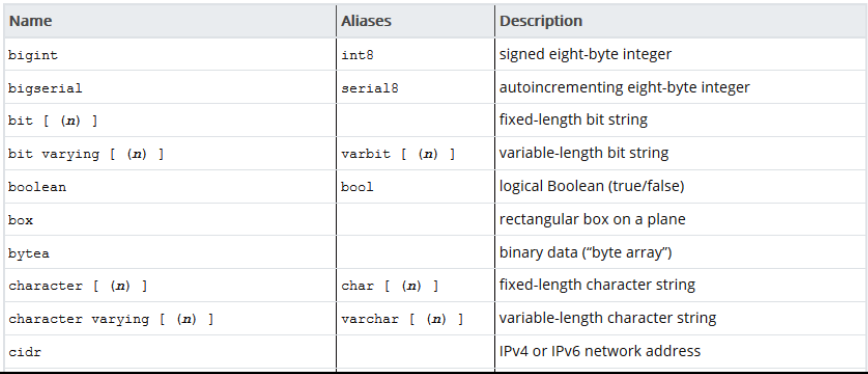 Name Aliases Description
bigint int8 signed eight-byte integer
bigserial serial8 autoincrementing eight-byte integer
bit [ (n) ] fixed-length bit string
bit varying [ (n) ] varbit [ (n) ] variable-length bit string
boolean bool logical Boolean (true/false)
box rectangular box on a plane
bytea binary data (“byte array”)
character [ (n) ] char [ (n) ] fixed-length character string
character varying [ (n) ] varchar [ (n) ] variable-length character string
cidr IPv4 or IPv6 network address